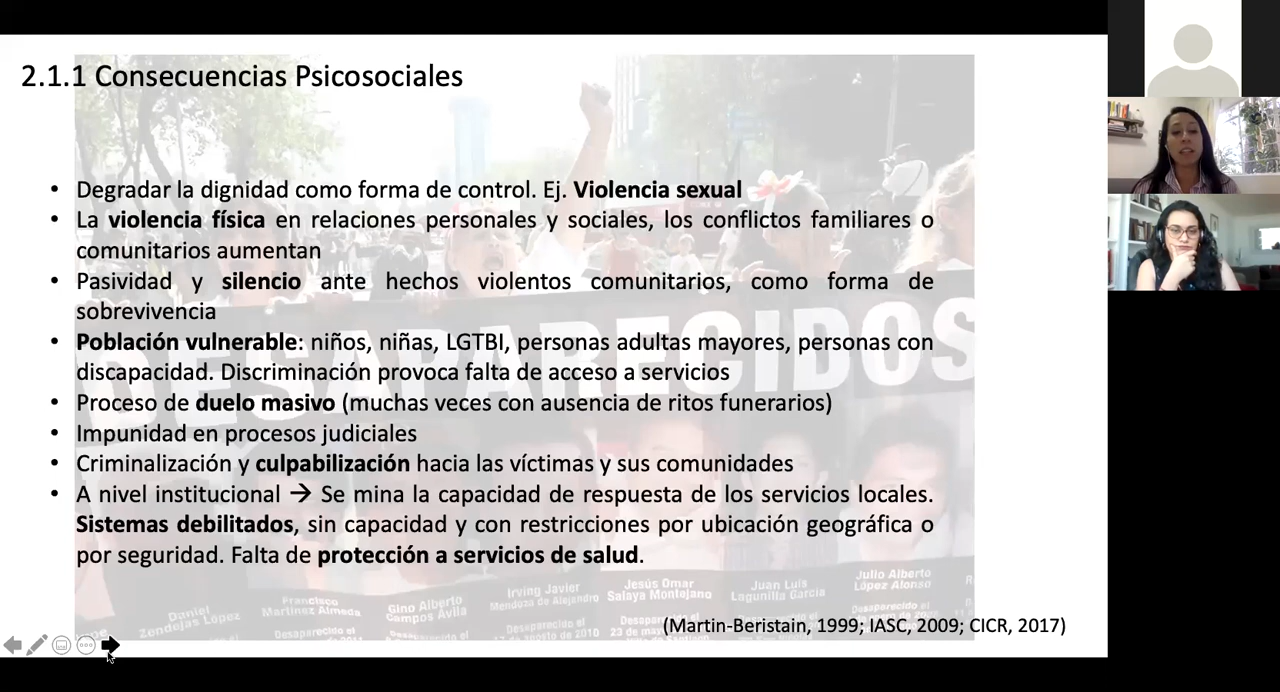 2.1.1 Consecuencias Psicosociales
• Degradar la dignidad como forma de control. Ej. Violencia sexual
• La violencia física en relaciones personales y sociales, los conflictos familiares o
comunitarios aumentan
• Pasividad y silencio ante hechos violentos comunitarios, como forma de
sobrevivencia
• Población vulnerable: niños, niñas, LGTBI, personas adultas mayores, personas con
discapacidad. Discriminación provoca falta de acceso a servicios
• Proceso de duelo masivo (muchas veces con ausencia de ritos funerarios)
• Impunidad en procesos judiciales
• Criminalización y culpabilización hacia las víctimas y sus comunidades
• A nivel institucional → Se mina la capacidad de respuesta de los servicios locales.
Sistemas debilitados, sin capacidad y con restricciones por ubicación geográfica o
por seguridad. Falta de protección a servicios de salud.
DESAPARECIDOS
Daniel
Zendejas López
Francisco
Martínez Almeda
Gino Alberto
Campos Ávila
Irving Javier
Mendoza de Alejandro
Jesús Omar
Salaya Montejano
Juan Luis
Lagunilla García
Julio Alberto
López Alonso
(Martin-Beristain, 1999; IASC, 2009; CICR, 2017)